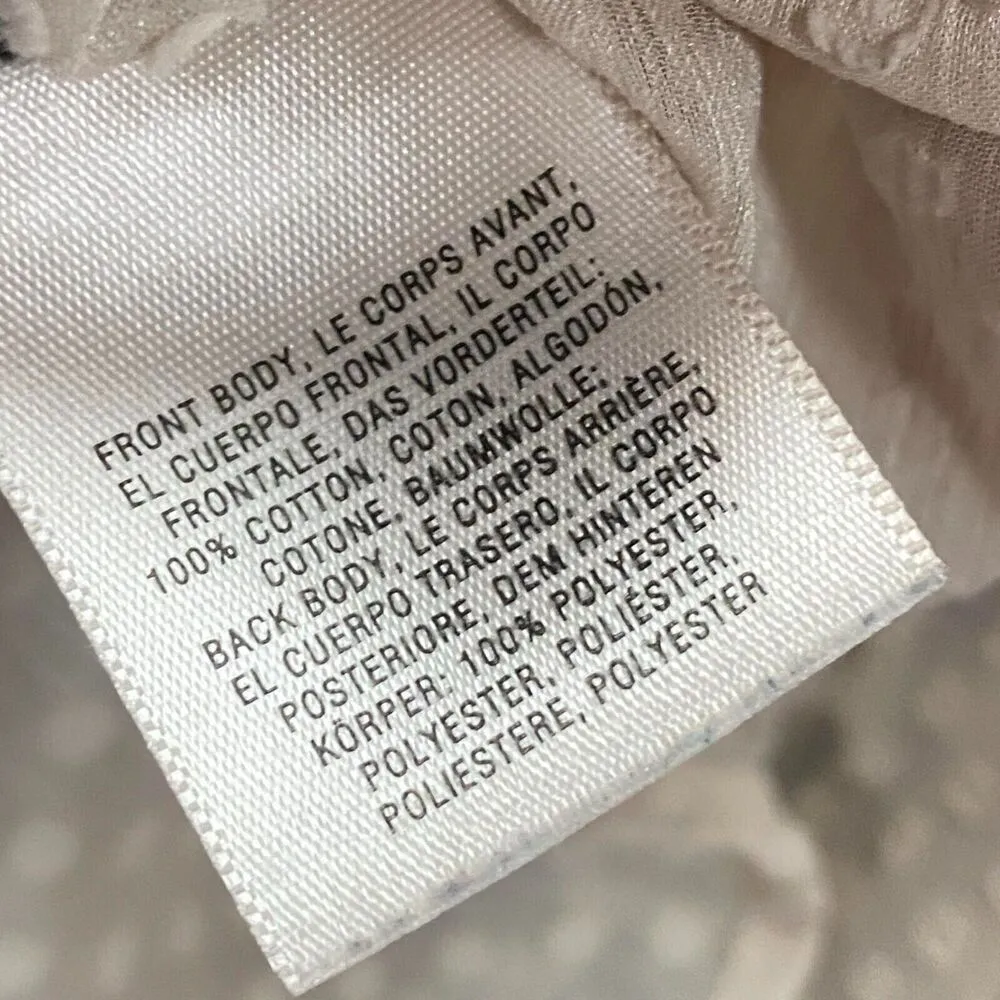 FRONT BODY, LE CORPS AVANT,
EL CUERPO FRONTAL, IL CORPO
FRONTALE, DAS VORDERTEIL:
100% COTTON, COTON, ALGODÓN,
COTONE, BAUMWOLLE;
BACK BODY, LE CORPS ARRIÈRE,
EL CUERPO TRASERO, IL CORPO
POSTERIORE, DEM HINTEREN
KÖRPER: 100% POLYESTER,
POLYESTER, POLIÉSTER,
POLIESTERE, POLYESTER